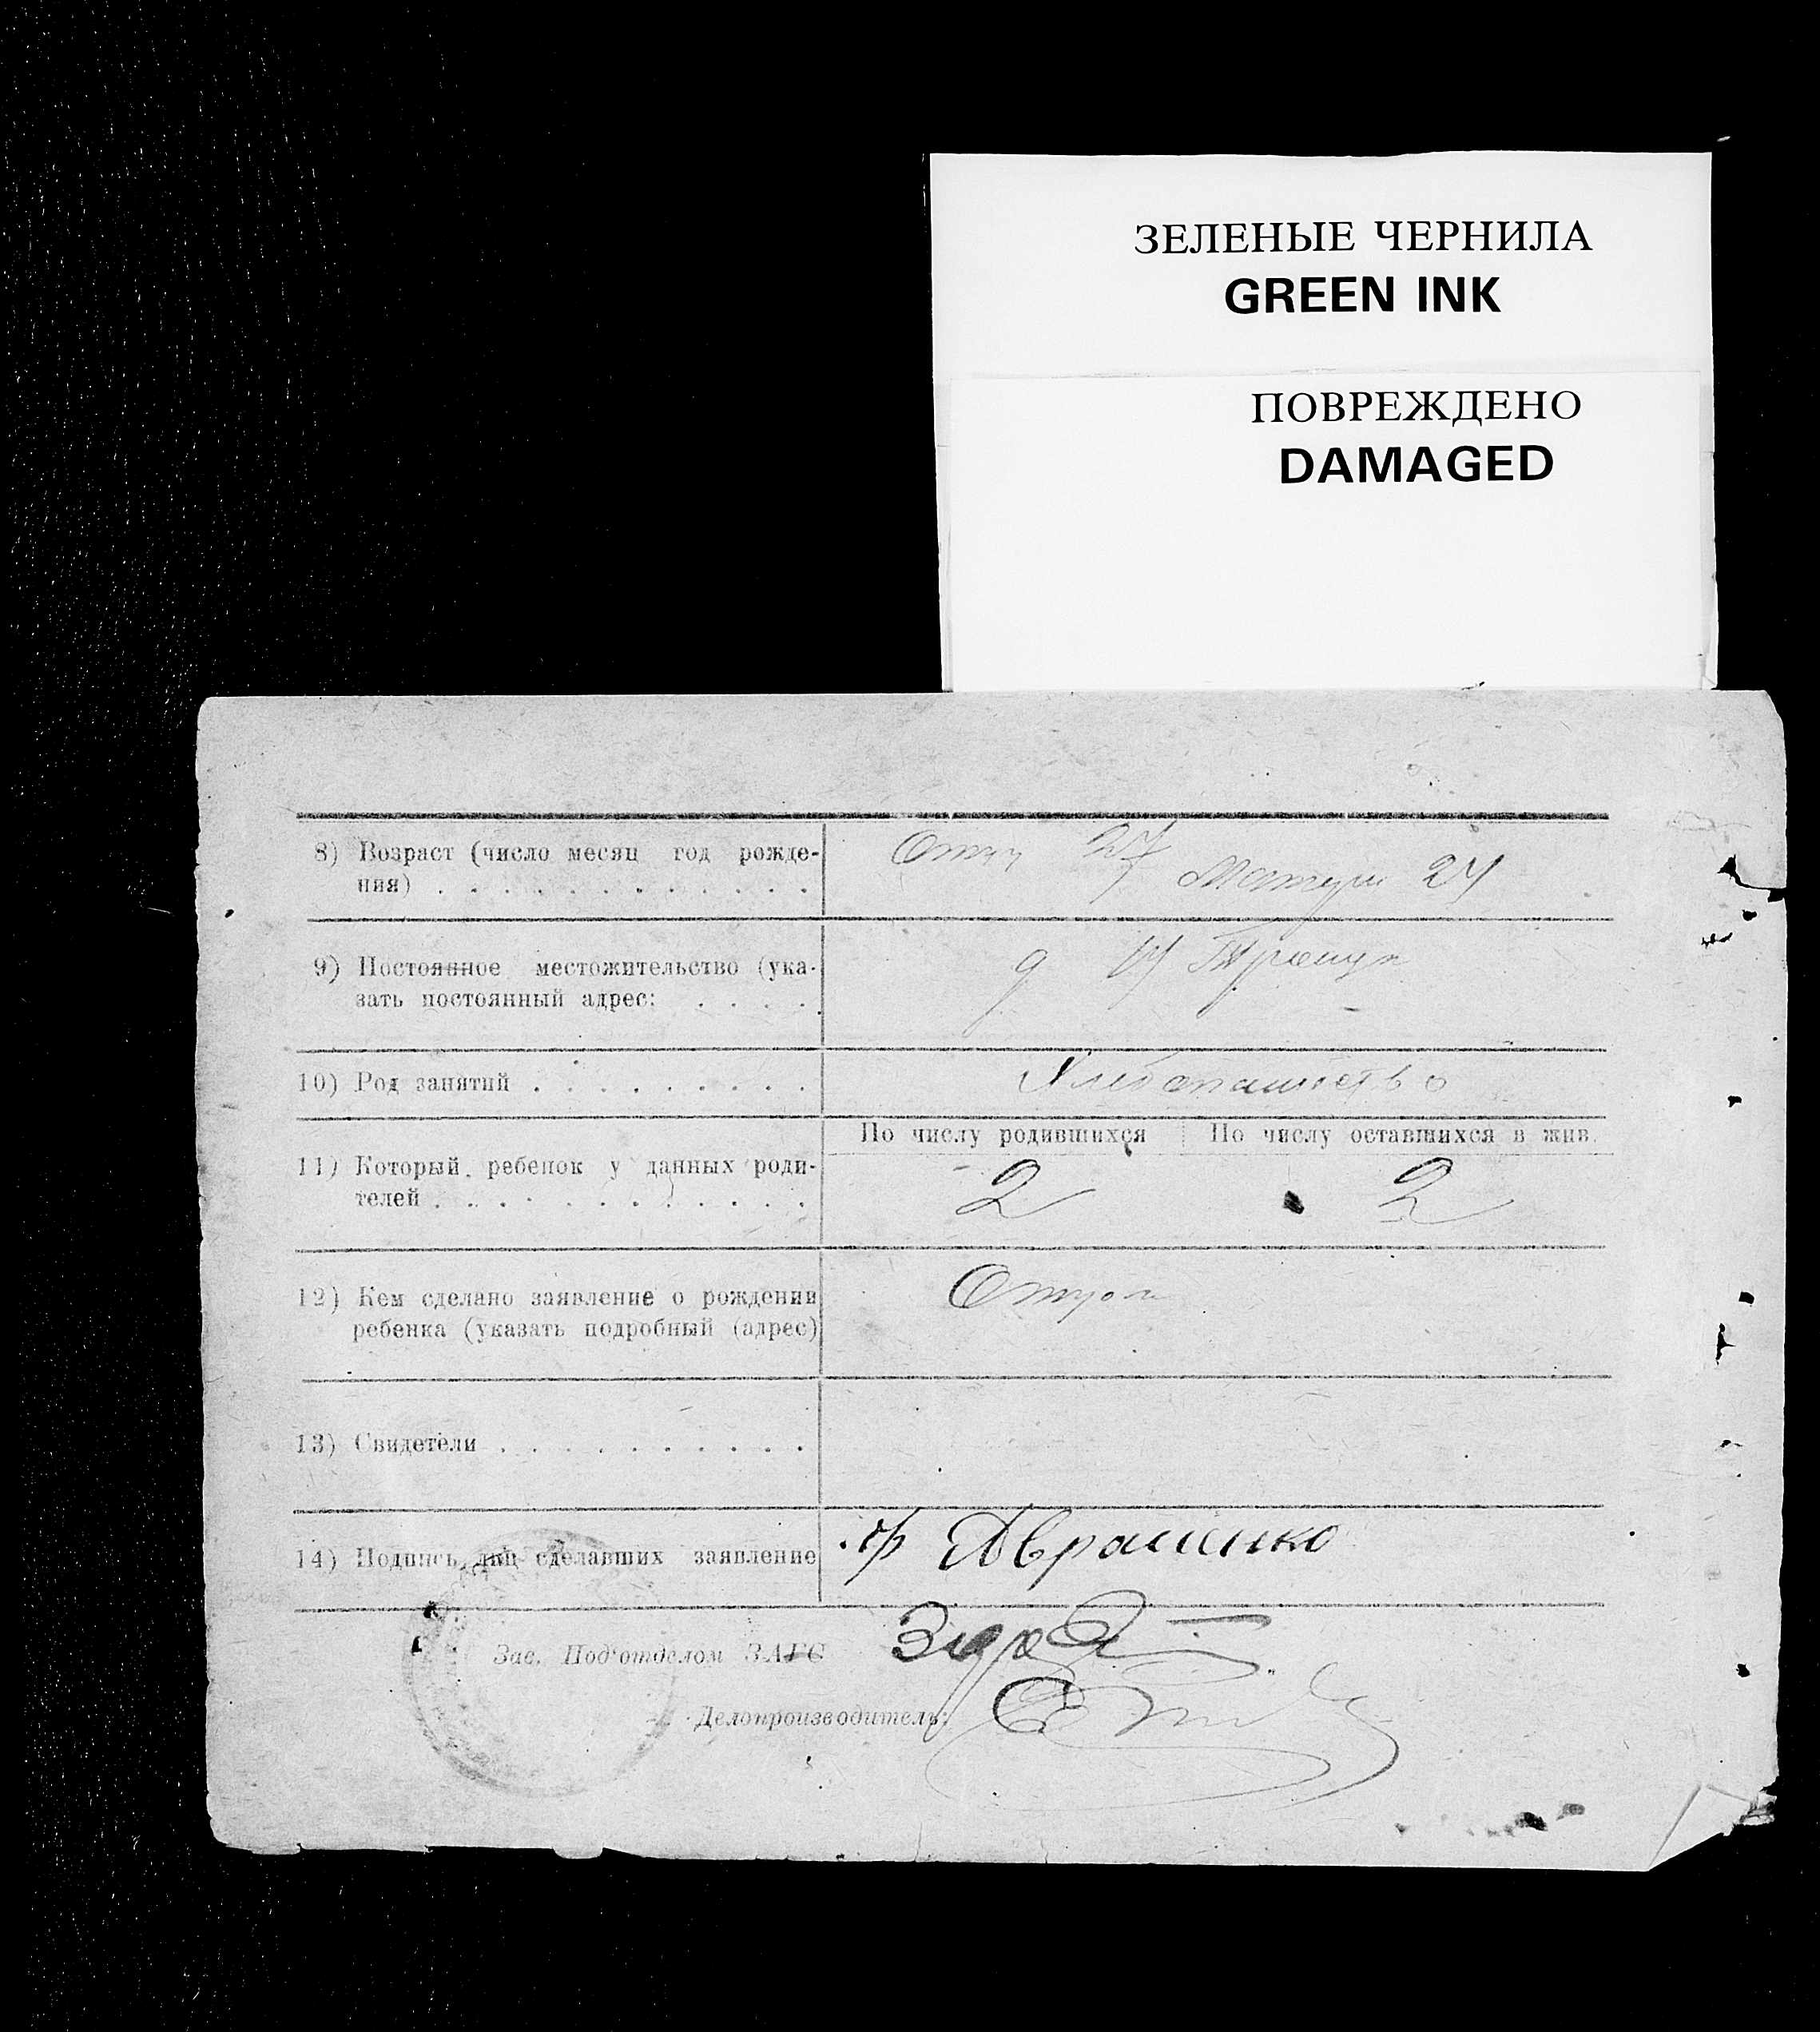 ЗЕЛЕНЫЕ ЧЕРНИЛА
GREEN INK
ПОВРЕЖДЕНО
DAMAGED
8) Возраст (число месяц год рожде-
ния) . . . . . . . . . . . .
Отцу 27
Матери 24
9) Постоянное местожительство (ука-
зать постоянный адрес: . . . .
д
10) Род занятий . . . . . . . . .
Хлебопашество
По числу родившихся По числу оставшихся в жив.
11) Который ребенок у данных роди-
телей . . . . . . . . . . . .
2 2
12) Кем сделано заявление о рождении
ребенка (указать подробный (адрес)
Отцом
13) Свидетели . . . . . . . . . .
14) Подпись лиц сделавших заявление
Зав. Под'отделом ЗАГС
Делопроизводитель: